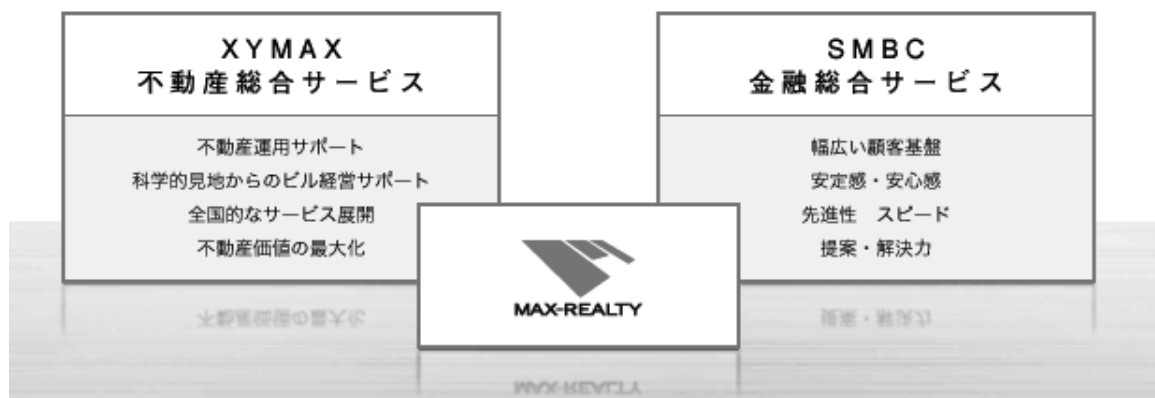 XYMAX
不動産総合サービス
不動産運用サポート
科学的見地からのビル経営サポート
全国的なサービス展開
不動産価値の最大化
SMBC
金融総合サービス
幅広い顧客基盤
安定感・安心感
先進性　スピード
提案・解決力
MAX-REALTY